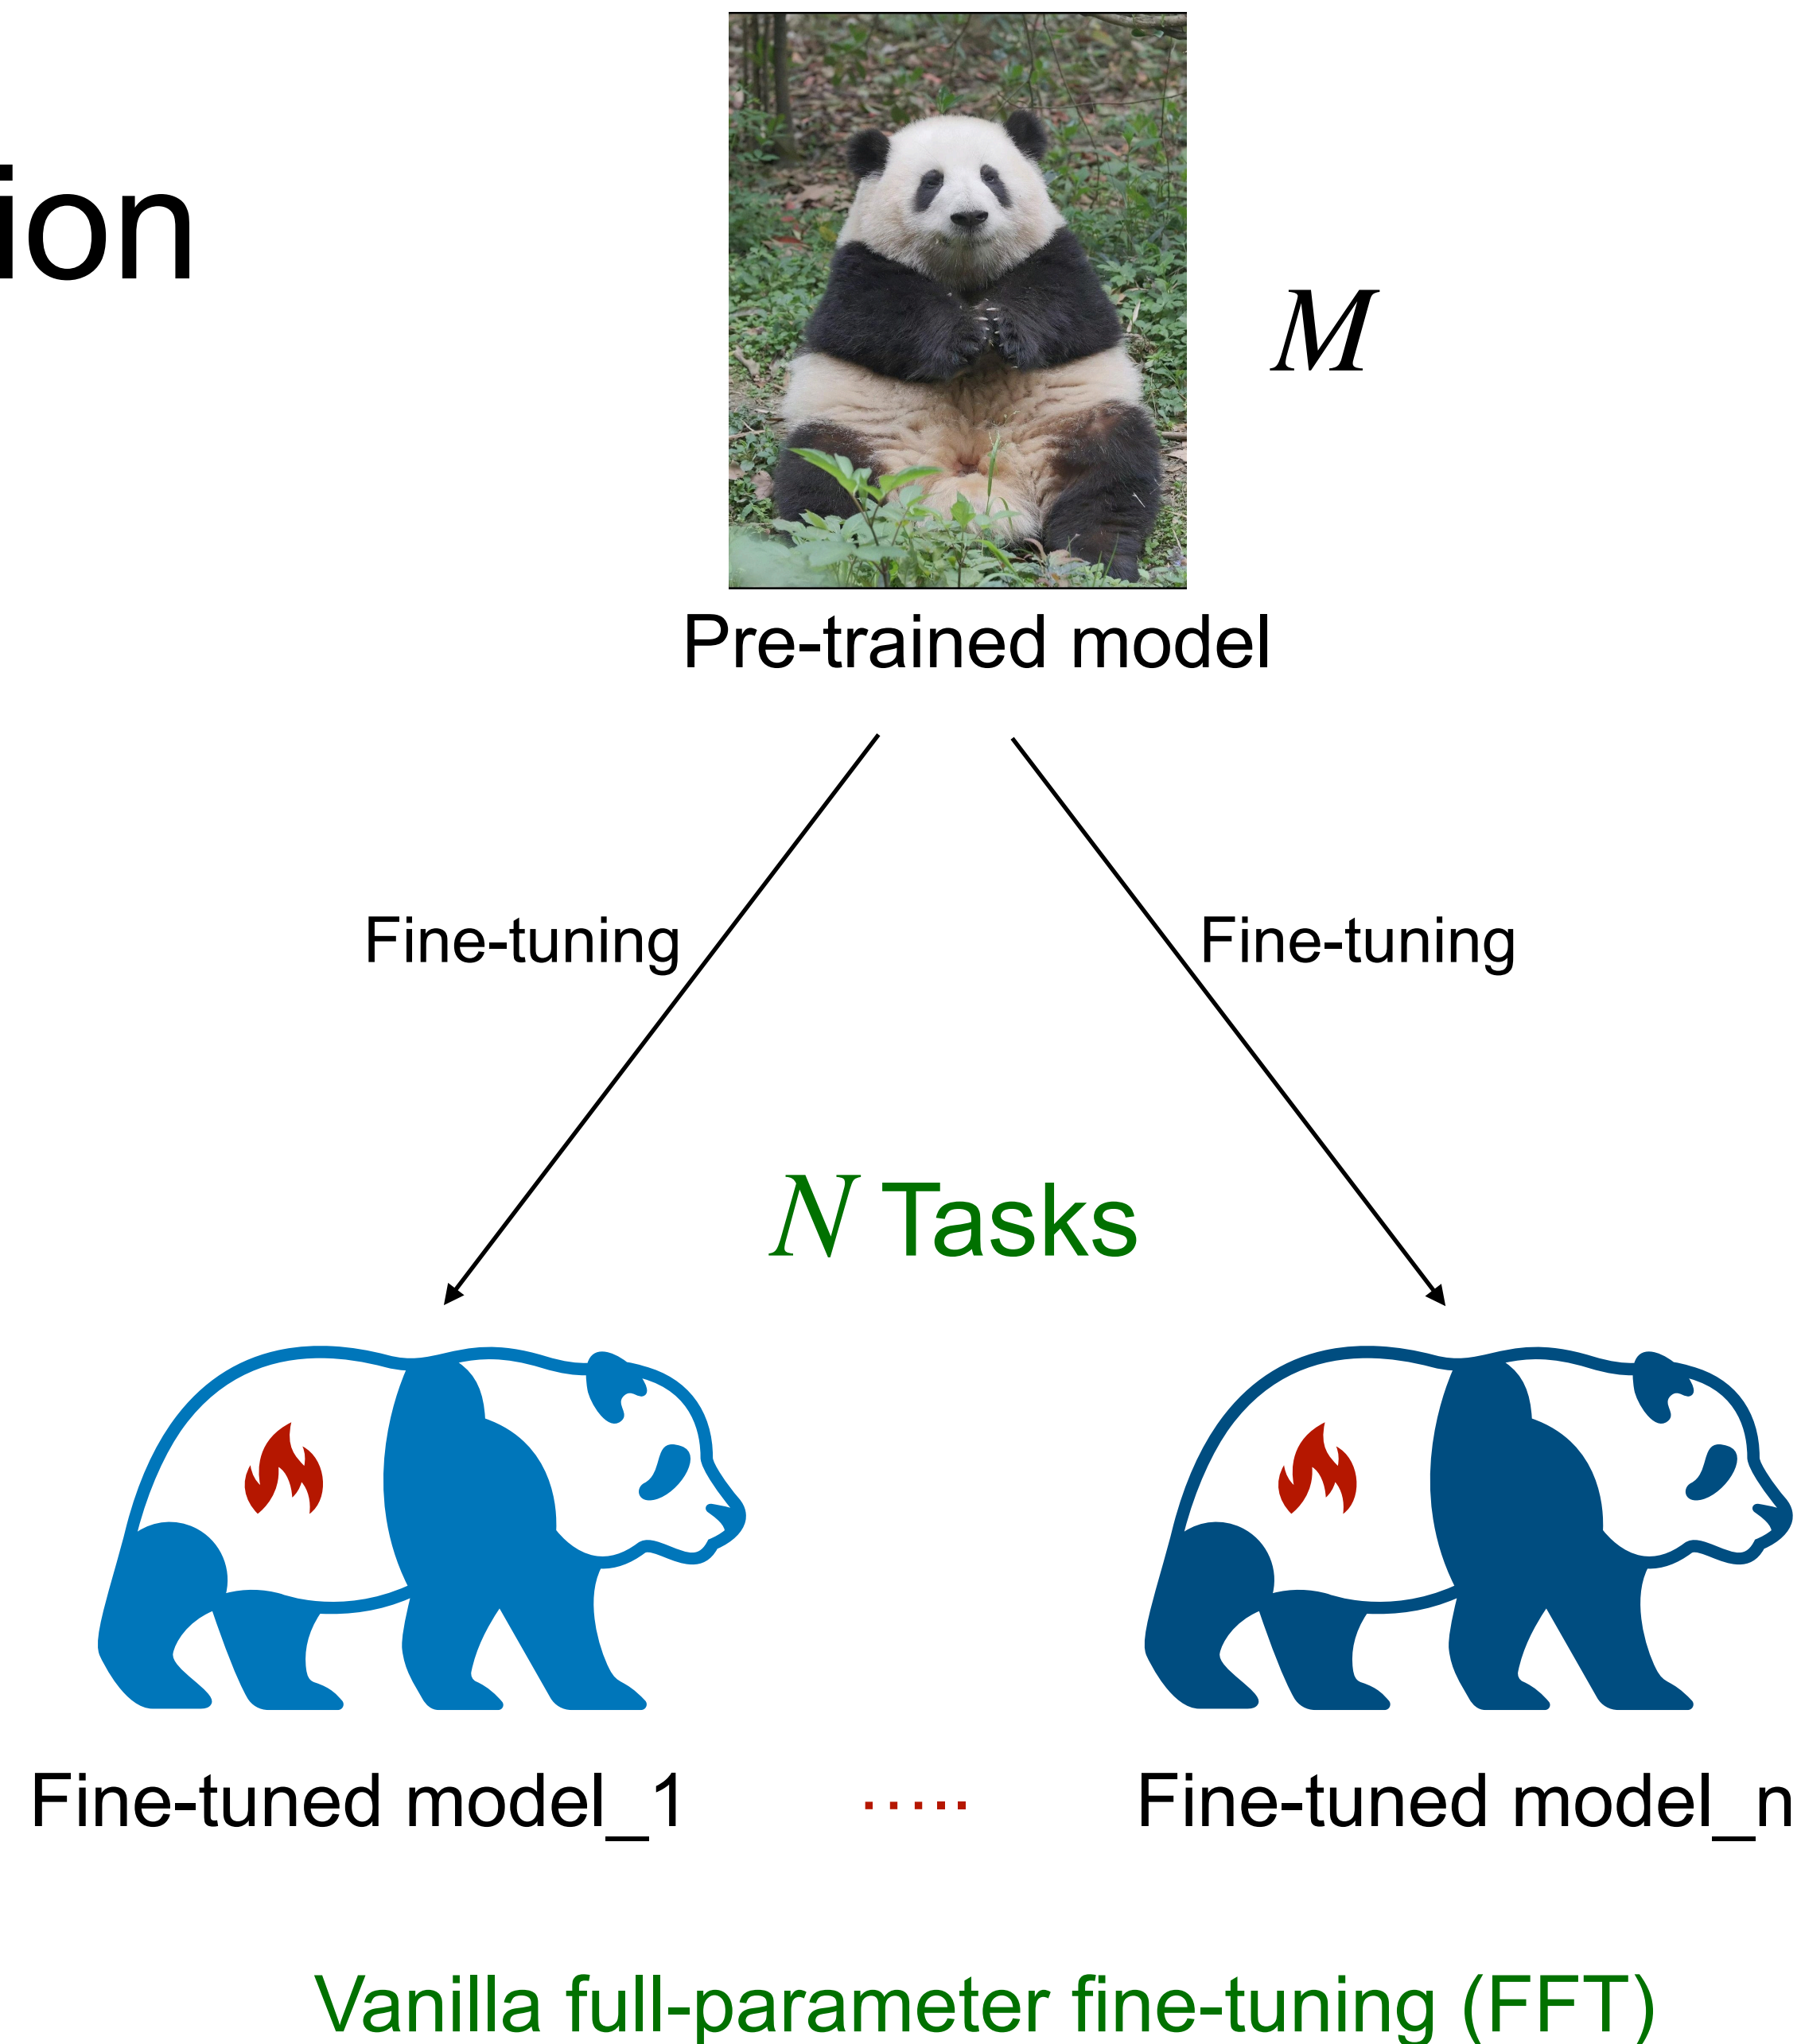 ion
M
Pre-trained model
Fine-tuning Fine-tuning
N Tasks
Fine-tuned model_1 ..... Fine-tuned model_n
Vanilla full-parameter fine-tuning (FFT)